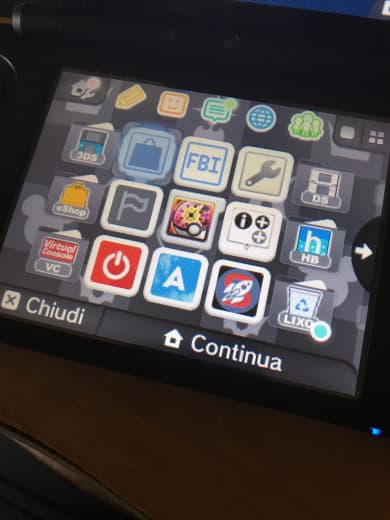 3DS
FBI
DS
eShop
HB
Virtual
Console
VC
A
LIXO
Chiudi
Continua